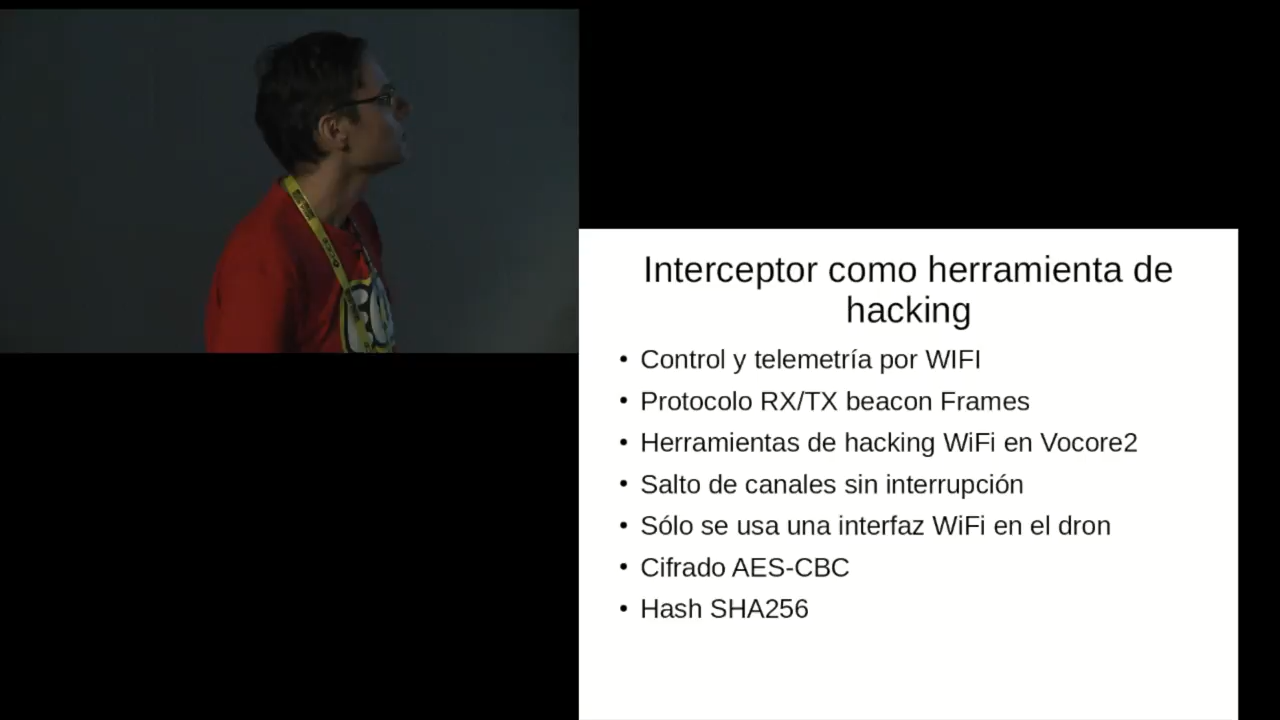 Interceptor como herramienta de
hacking
• Control y telemetría por WIFI
• Protocolo RX/TX beacon Frames
• Herramientas de hacking WiFi en Vocore2
• Salto de canales sin interrupción
• Sólo se usa una interfaz WiFi en el dron
• Cifrado AES-CBC
• Hash SHA256